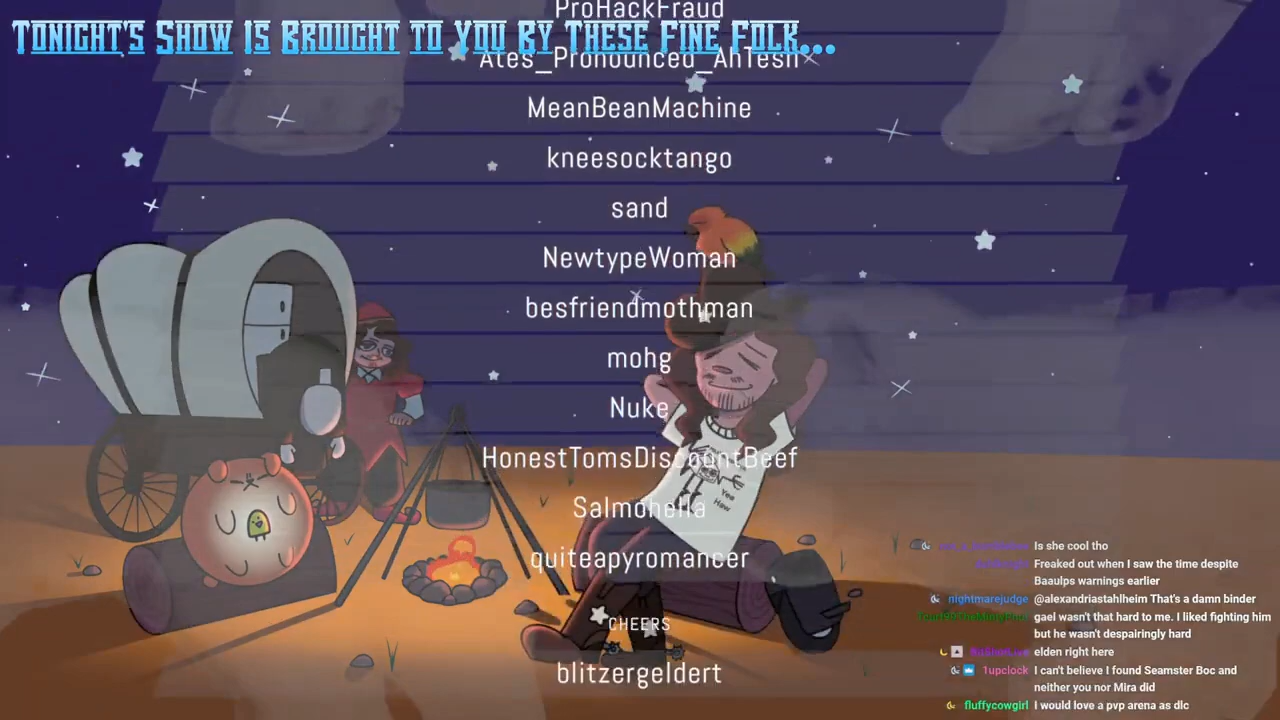 ProHackFraud
TONIGHT'S SHOW IS BROUGHT TO YOU BY THESE FINE FOLK...
Ates_Pronounced_AhTesh
MeanBeanMachine
kneesocktango
sand
NewtypeWoman
besfriendmothman
mohg
Nuke
HonestTomsDiscountBeef
Salmonella
quiteapyromancer
Yee
Haw
CHEERS
blitzergeldert
Is she cool tho
Freaked out when I saw the time despite
Baaulps warnings earlier
nightmarejudge @alexandriastahlheim That's a damn binder
gael wasn't that hard to me. I liked fighting him
but he wasn't despairingly hard
elden right here
1upclock I can't believe I found Seamster Boc and
neither you nor Mira did
fluffycowgirl I would love a pvp arena as dlc